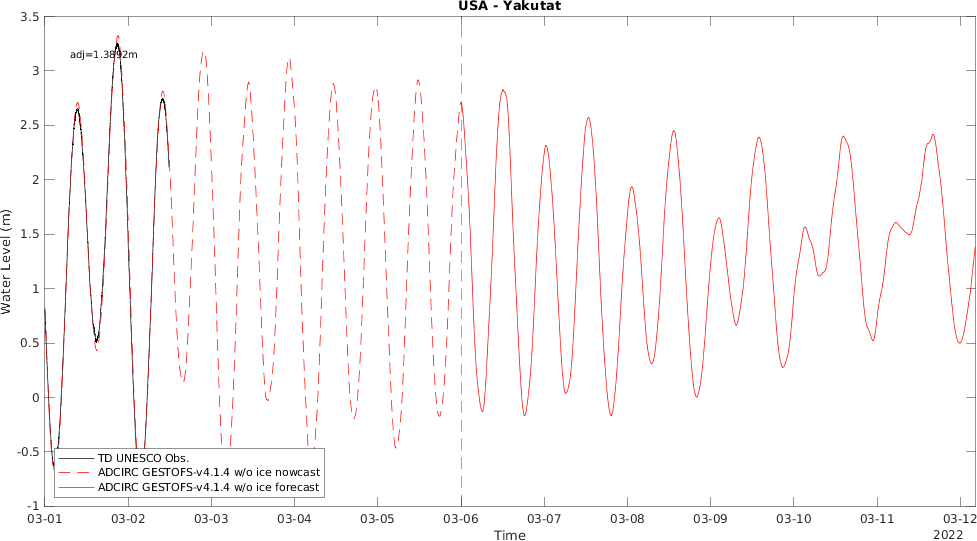 USA - Yakutat
3.5
3
2.5
2
1.5
1
0.5
0
-0.5
-1
Water Level (m)
adj=1.3892m
TD UNESCO Obs.
ADCIRC GESTOFS-v4.1.4 w/o ice nowcast
ADCIRC GESTOFS-v4.1.4 w/o ice forecast
03-01 03-02 03-03 03-04 03-05 03-06 03-07 03-08 03-09 03-10 03-11 03-12
Time
2022